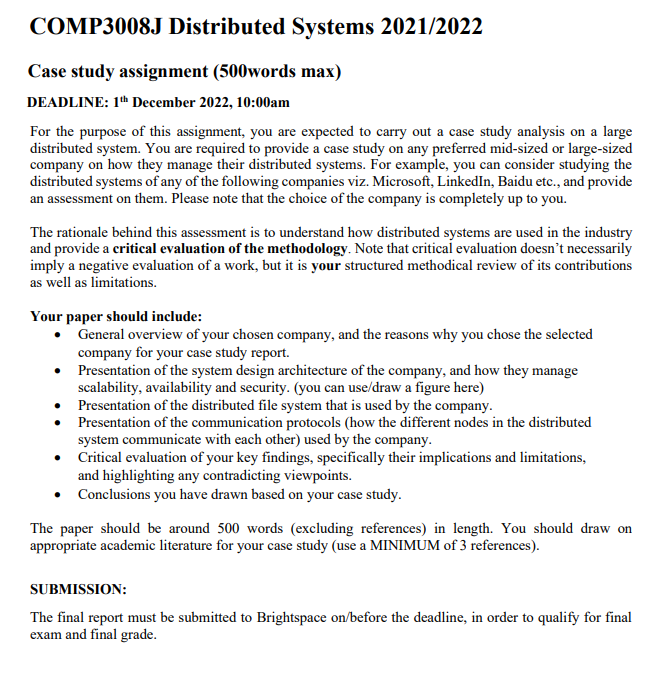 COMP3008J Distributed Systems 2021/2022
Case study assignment (500words max)
DEADLINE: 1th December 2022, 10:00am
For the purpose of this assignment, you are expected to carry out a case study analysis on a large
distributed system. You are required to provide a case study on any preferred mid-sized or large-sized
company on how they manage their distributed systems. For example, you can consider studying the
distributed systems of any of the following companies viz. Microsoft, LinkedIn, Baidu etc., and provide
an assessment on them. Please note that the choice of the company is completely up to you.
The rationale behind this assessment is to understand how distributed systems are used in the industry
and provide a critical evaluation of the methodology. Note that critical evaluation doesn't necessarily
imply a negative evaluation of a work, but it is your structured methodical review of its contributions
as well as limitations.
Your paper should include:
• General overview of your chosen company, and the reasons why you chose the selected
company for your case study report.
• Presentation of the system design architecture of the company, and how they manage
scalability, availability and security. (you can use/draw a figure here)
• Presentation of the distributed file system that is used by the company.
• Presentation of the communication protocols (how the different nodes in the distributed
system communicate with each other) used by the company.
• Critical evaluation of your key findings, specifically their implications and limitations,
and highlighting any contradicting viewpoints.
• Conclusions you have drawn based on your case study.
The paper should be around 500 words (excluding references) in length. You should draw on
appropriate academic literature for your case study (use a MINIMUM of 3 references).
SUBMISSION:
The final report must be submitted to Brightspace on/before the deadline, in order to qualify for final
exam and final grade.